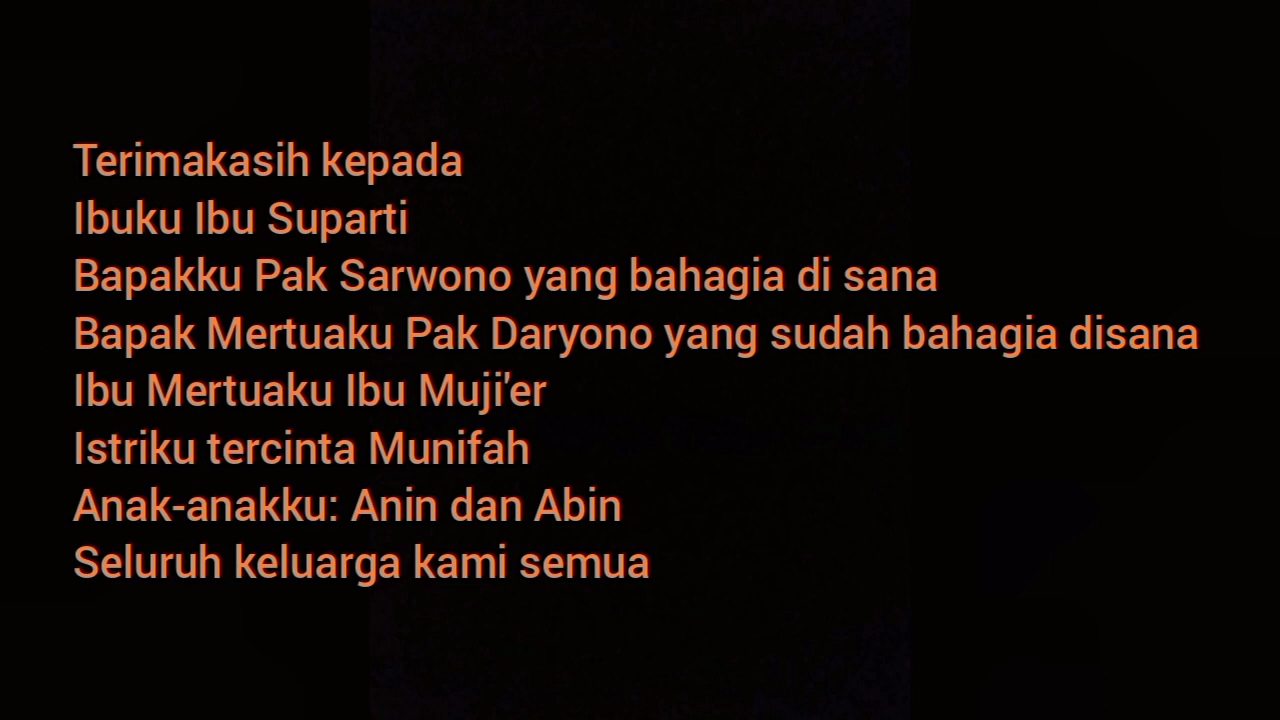 Terimakasih kepada
Ibuku Ibu Suparti
Bapakku Pak Sarwono yang bahagia di sana
Bapak Mertuaku Pak Daryono yang sudah bahagia disana
Ibu Mertuaku Ibu Muji'er
Istriku tercinta Munifah
Anak-anakku: Anin dan Abin
Seluruh keluarga kami semua